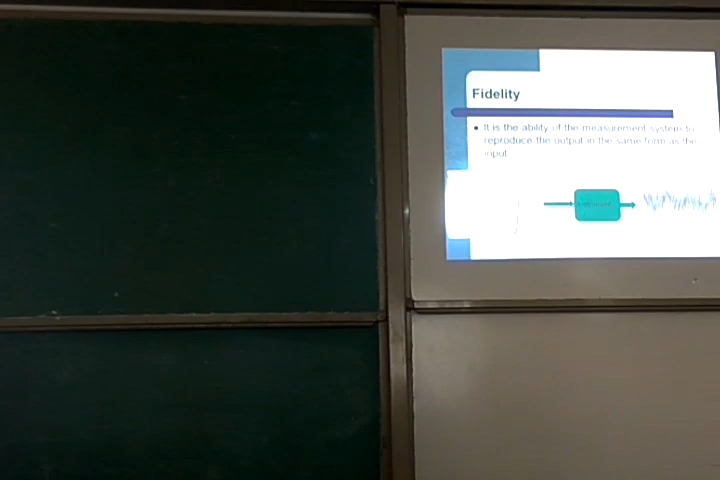 Fidelity
• It is the ability of the measurement system to
reproduce the output in the same form as the
input